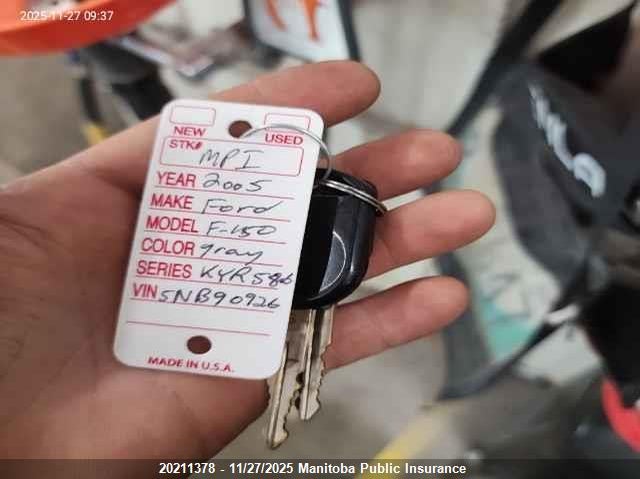 2025-11-27 09:37
NEW USED
STK# MPI
YEAR 2005
MAKE Ford
MODEL F-150
COLOR gray
SERIES KYR586
VIN 5NB90926
MADE IN U.S.A.
20211378 - 11/27/2025 Manitoba Public Insurance